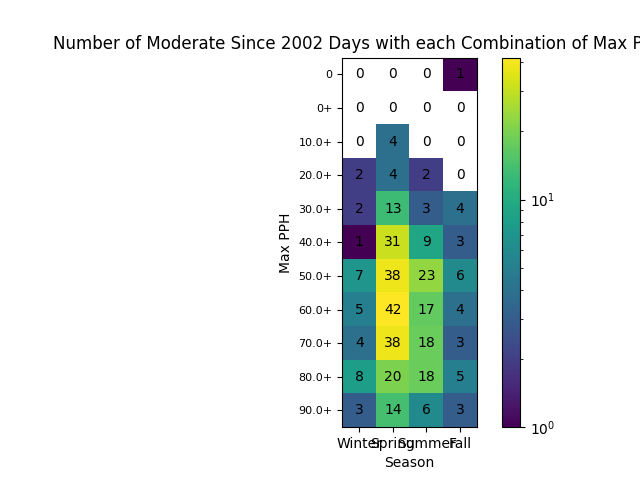 Number of Moderate Since 2002 Days with each Combination of Max P
0 0 0 0 1
0+ 0 0 0 0
10.0+ 0 4 0 0
20.0+ 2 4 2 0
30.0+ 2 13 3 4
40.0+ 1 31 9 3
50.0+ 7 38 23 6
60.0+ 5 42 17 4
70.0+ 4 38 18 3
80.0+ 8 20 18 5
90.0+ 3 14 6 3
Max PPH
Winter Spring Summer Fall
Season
10^1
10^0